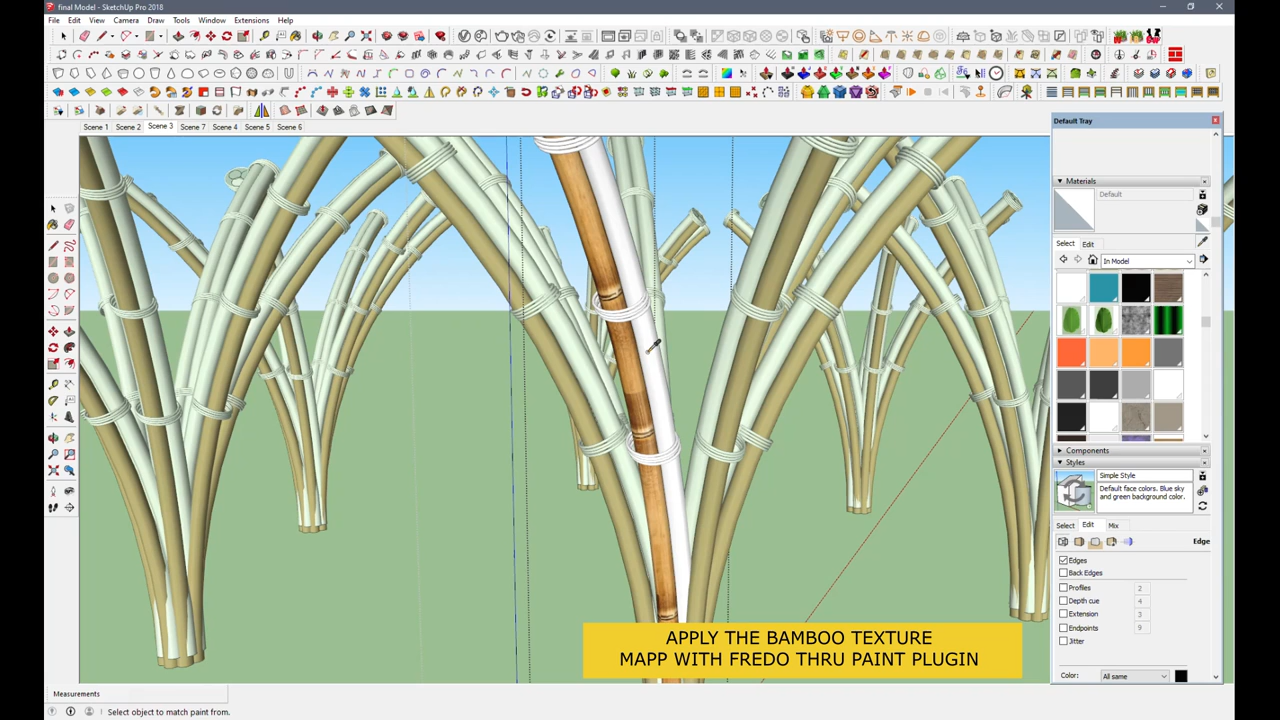 final Model - SketchUp Pro 2018
File Edit View Camera Draw Tools Window Extensions Help
Scene 1 Scene 2 Scene 3 Scene 7 Scene 4 Scene 5 Scene 6
Default Tray
Materials
Default
Select Edit
In Model
Components
Styles
Simple Style
Default face colors. Blue sky
and green background color.
Select Edit Mix
Edge
Edges
Back Edges
Profiles 2
Depth cue 4
Extension 3
Endpoints 9
Jitter
Color: All same
APPLY THE BAMBOO TEXTURE
MAPP WITH FREDO THRU PAINT PLUGIN
Measurements
Select object to match paint from.